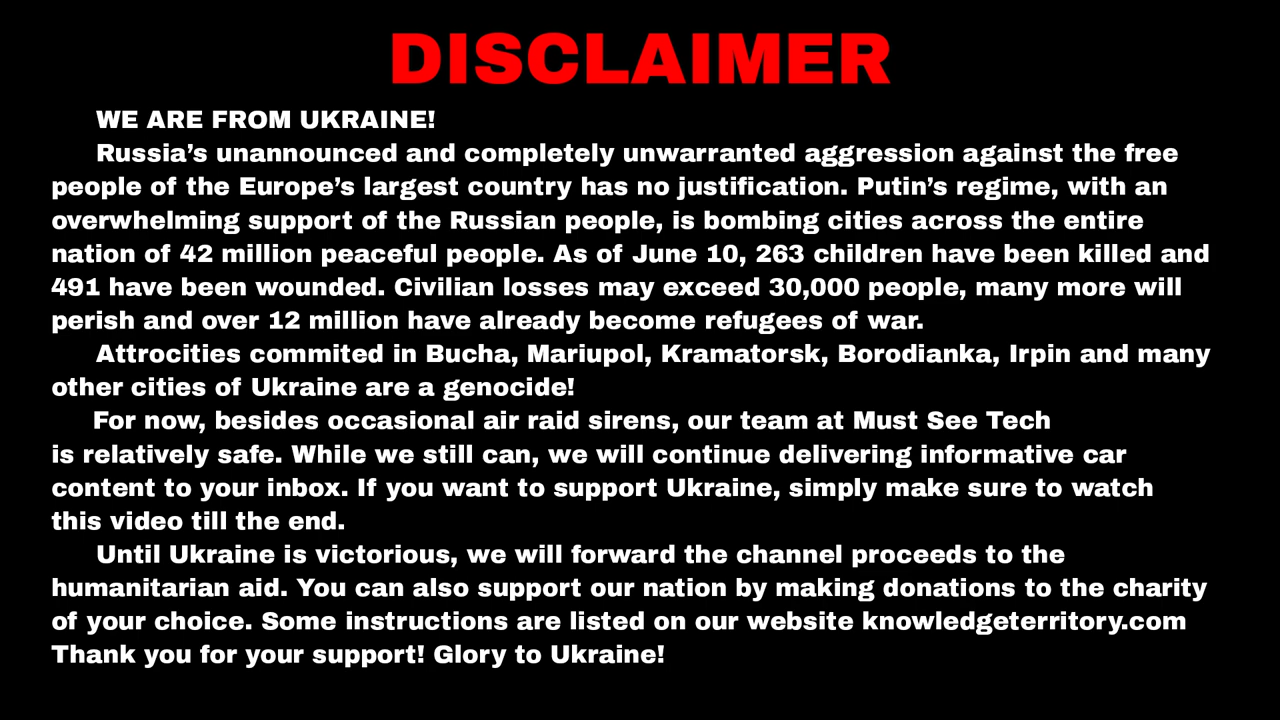 DISCLAIMER
WE ARE FROM UKRAINE!
Russia’s unannounced and completely unwarranted aggression against the free
people of the Europe’s largest country has no justification. Putin’s regime, with an
overwhelming support of the Russian people, is bombing cities across the entire
nation of 42 million peaceful people. As of June 10, 263 children have been killed and
491 have been wounded. Civilian losses may exceed 30,000 people, many more will
perish and over 12 million have already become refugees of war.
Attrocities commited in Bucha, Mariupol, Kramatorsk, Borodianka, Irpin and many
other cities of Ukraine are a genocide!
For now, besides occasional air raid sirens, our team at Must See Tech
is relatively safe. While we still can, we will continue delivering informative car
content to your inbox. If you want to support Ukraine, simply make sure to watch
this video till the end.
Until Ukraine is victorious, we will forward the channel proceeds to the
humanitarian aid. You can also support our nation by making donations to the charity
of your choice. Some instructions are listed on our website knowledgeterritory.com
Thank you for your support! Glory to Ukraine!